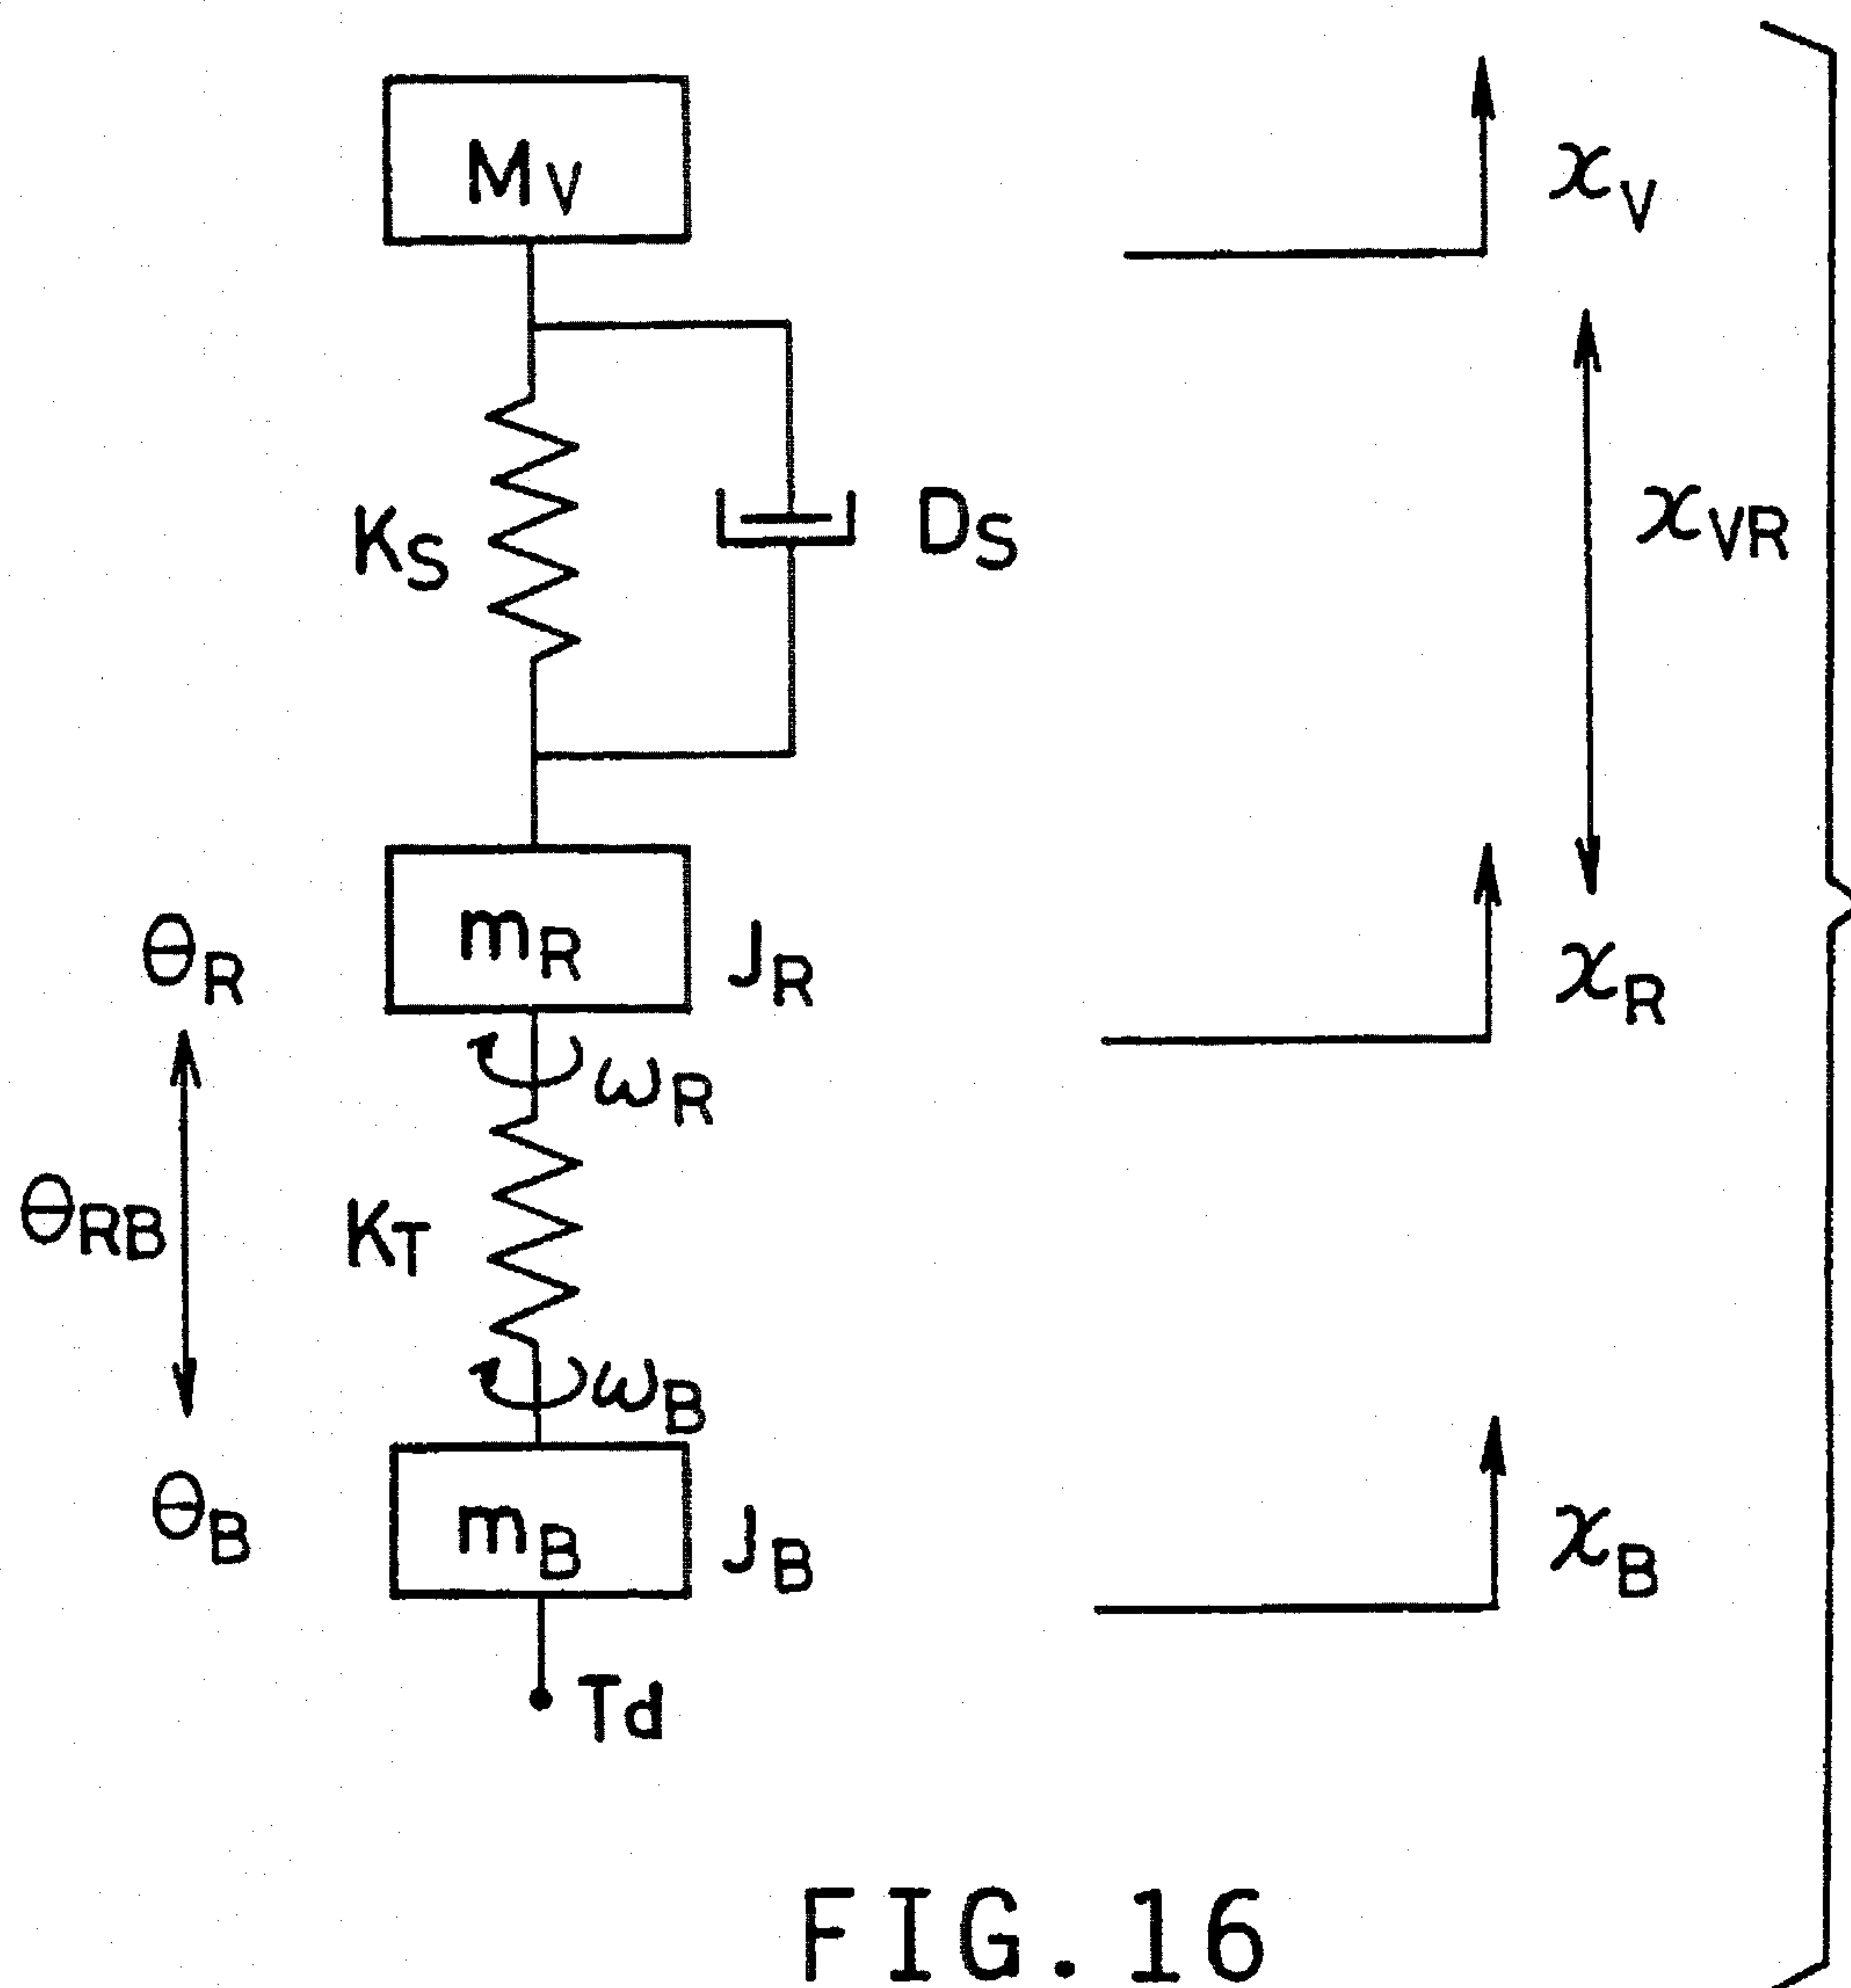 Mv
xV
KS
DS
xVR
θR
mR
JR
xR
ωR
θRB
KT
ωB
θB
mB
JB
xB
Td
FIG.16